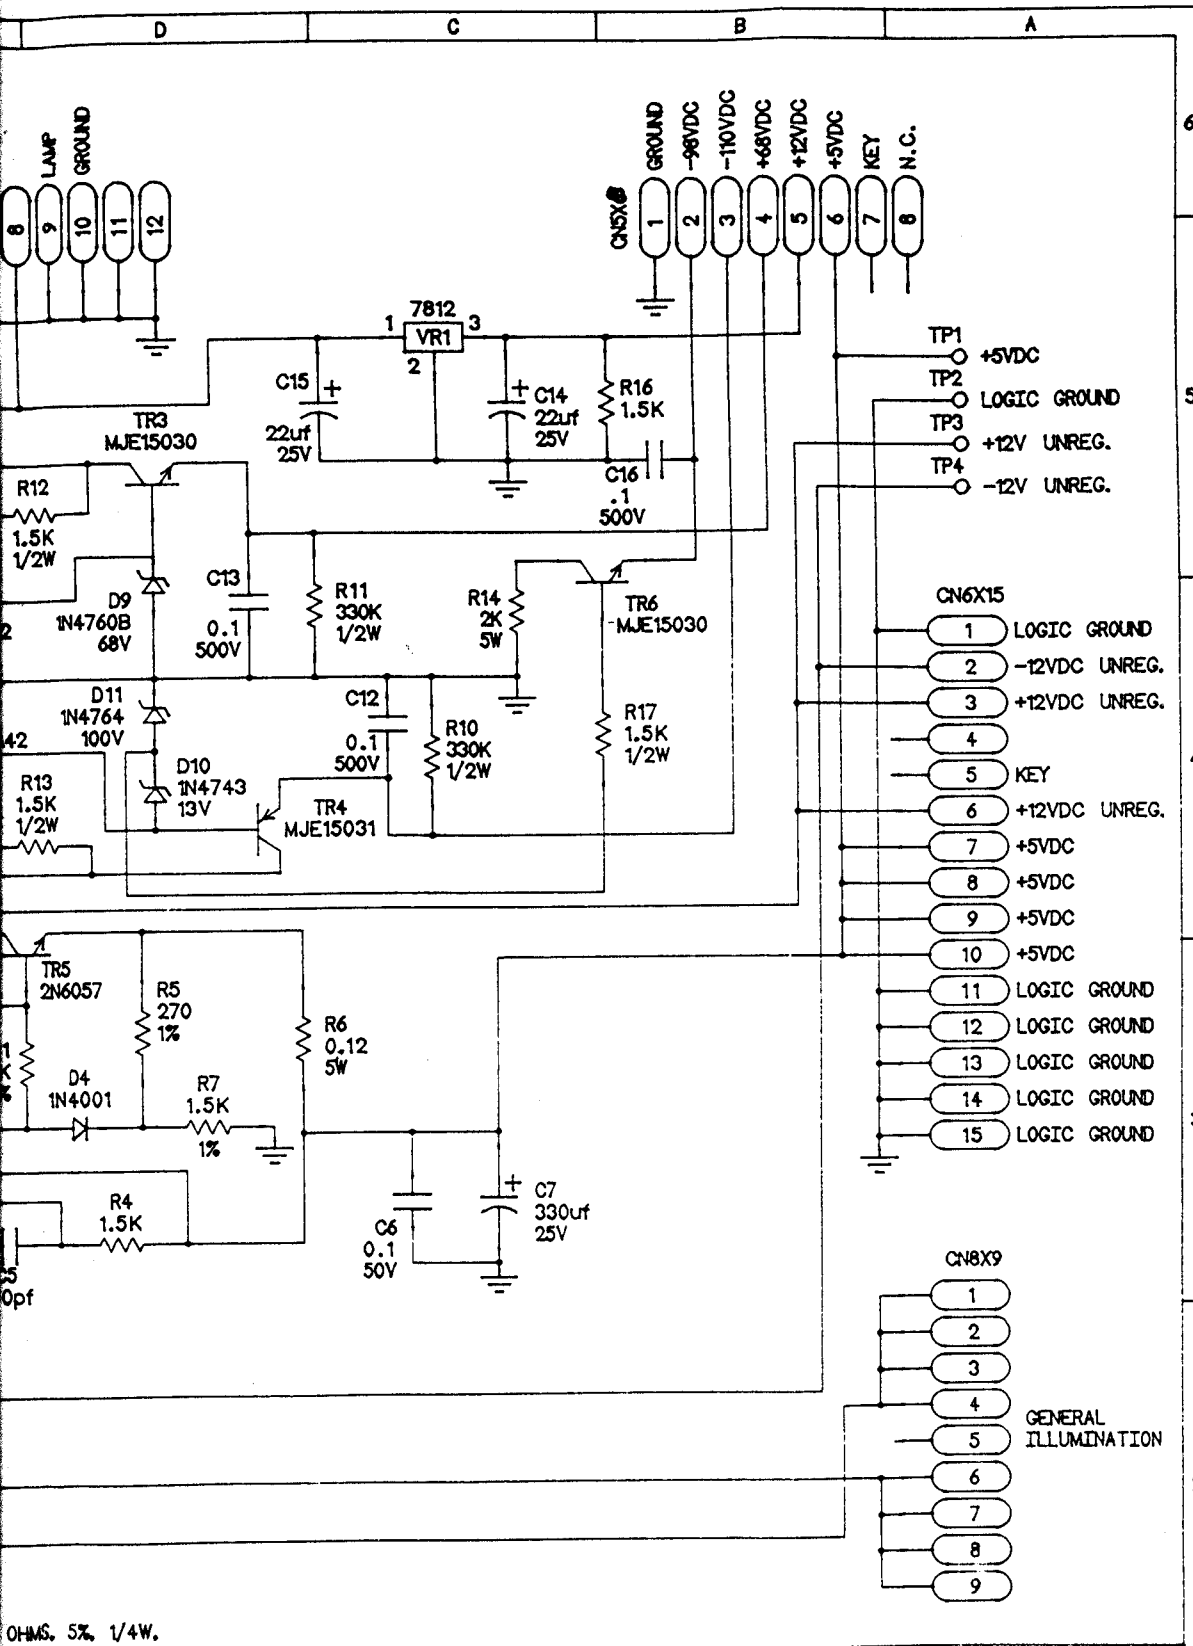 D C B A
6
LAMP
GROUND
8 9 10 11 12
CN5X
GROUND
-98VDC
-110VDC
+68VDC
+12VDC
+5VDC
KEY
N.C.
1 2 3 4 5 6 7 8
7812
1 VR1 3
2
C15 +
22uf
25V
+ C14
22uf
25V
R16
1.5K
C16
.1
500V
TP1
+5VDC
TP2
LOGIC GROUND
TP3
+12V UNREG.
TP4
-12V UNREG.
5
TR3
MJE15030
R12
1.5K
1/2W
D9
1N4760B
68V
C13
0.1
500V
R11
330K
1/2W
R14
2K
5W
TR6
MJE15030
2
D11
1N4764
100V
C12
0.1
500V
R10
330K
1/2W
R17
1.5K
1/2W
42
D10
1N4743
13V
R13
1.5K
1/2W
TR4
MJE15031
CN6X15
1 LOGIC GROUND
2 -12VDC UNREG.
3 +12VDC UNREG.
4
5 KEY
6 +12VDC UNREG.
7 +5VDC
8 +5VDC
9 +5VDC
10 +5VDC
11 LOGIC GROUND
12 LOGIC GROUND
13 LOGIC GROUND
14 LOGIC GROUND
15 LOGIC GROUND
TR5
2N6057
R5
270
1%
R6
0.12
5W
D4
1N4001
R7
1.5K
1%
R4
1.5K
C6
0.1
50V
+ C7
330uf
25V
0pf
CN8X9
1
2
3
4
5
6
7
8
9
GENERAL
ILLUMINATION
OHMS, 5%, 1/4W.